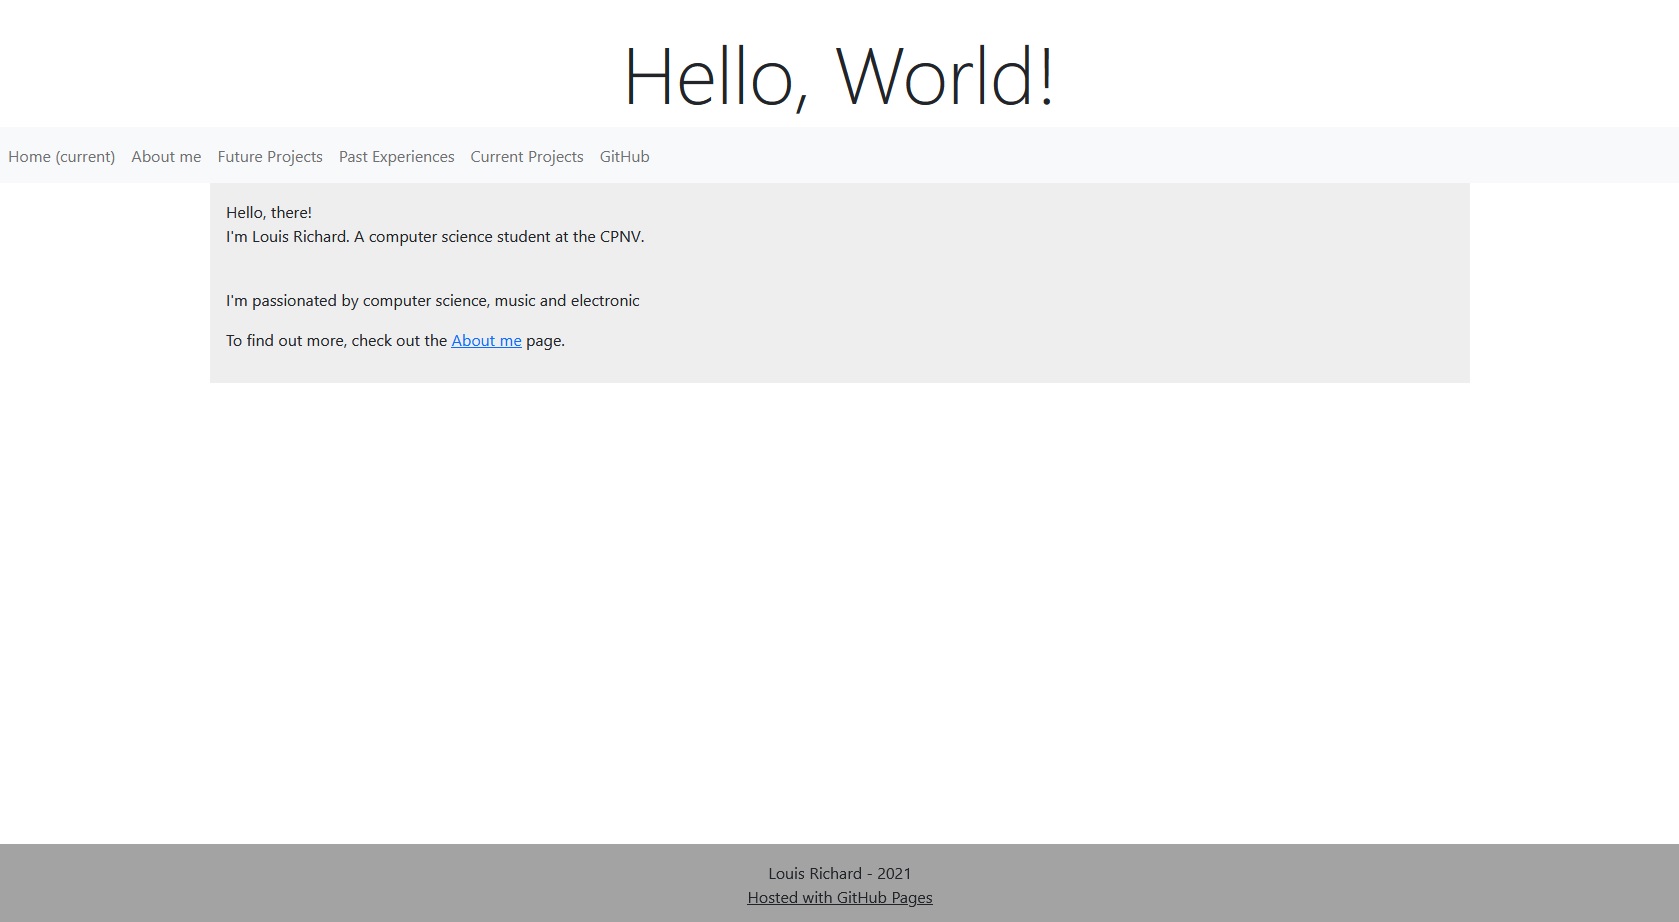 Hello, World!
Home (current) About me Future Projects Past Experiences Current Projects GitHub
Hello, there!
I'm Louis Richard. A computer science student at the CPNV.
I'm passionated by computer science, music and electronic
To find out more, check out the About me page.
Louis Richard - 2021
Hosted with GitHub Pages